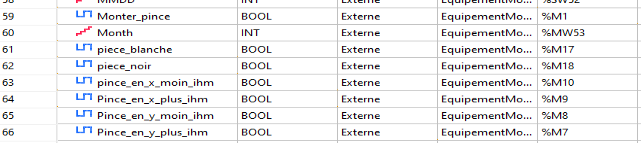 58 MMDD INT Externe EquipementMo... %SW52
59 Monter_pince BOOL Externe EquipementMo... %M1
60 Month INT Externe EquipementMo... %MW53
61 piece_blanche BOOL Externe EquipementMo... %M17
62 piece_noir BOOL Externe EquipementMo... %M18
63 pince_en_x_moin_ihm BOOL Externe EquipementMo... %M10
64 Pince_en_x_plus_ihm BOOL Externe EquipementMo... %M9
65 Pince_en_y_moin_ihm BOOL Externe EquipementMo... %M8
66 Pince_en_y_plus_ihm BOOL Externe EquipementMo... %M7